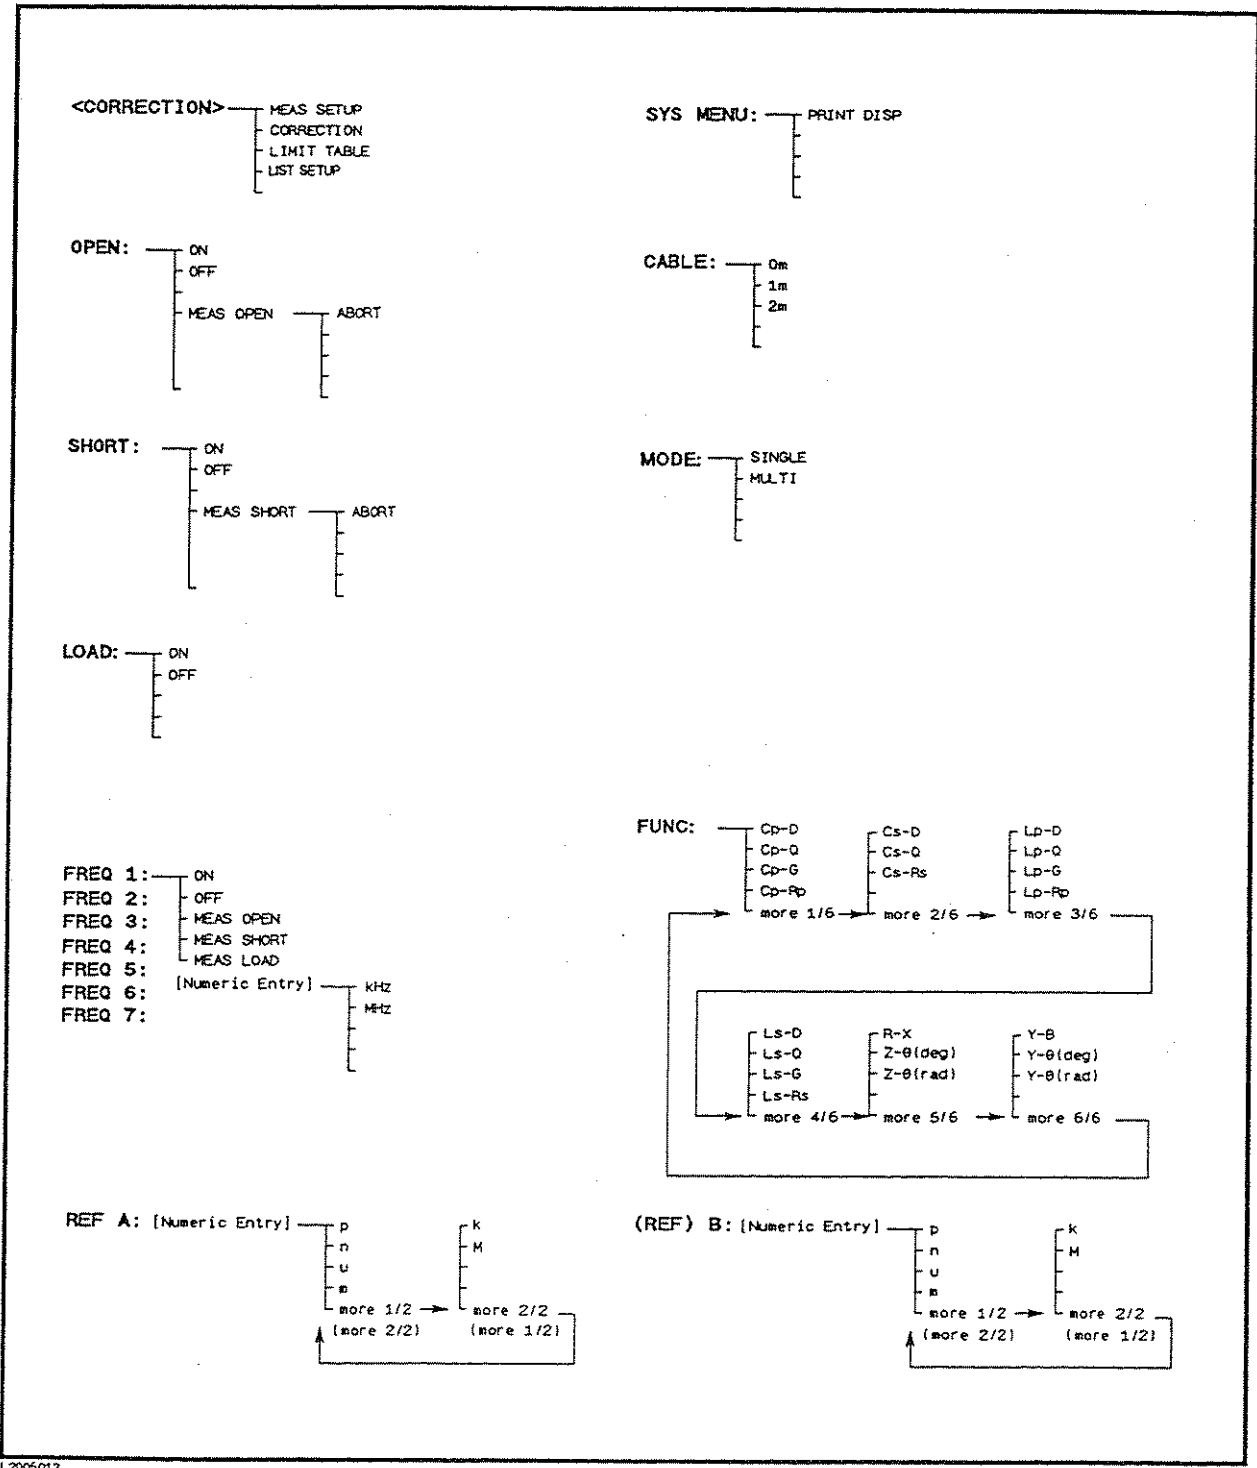 <CORRECTION> MEAS SETUP
CORRECTION
LIMIT TABLE
LIST SETUP
SYS MENU: PRINT DISP
OPEN: ON
OFF
MEAS OPEN ABORT
CABLE: 0m
1m
2m
SHORT: ON
OFF
MEAS SHORT ABORT
MODE: SINGLE
MULTI
LOAD: ON
OFF
FREQ 1: ON
FREQ 2: OFF
FREQ 3: MEAS OPEN
FREQ 4: MEAS SHORT
FREQ 5: MEAS LOAD
FREQ 6: [Numeric Entry] kHz
FREQ 7: MHz
FUNC: Cp-D Cs-D Lp-D
Cp-Q Cs-Q Lp-Q
Cp-G Cs-Rs Lp-G
Cp-Rp Lp-Rp
more 1/6 more 2/6 more 3/6
Ls-D R-X Y-B
Ls-Q Z-θ(deg) Y-θ(deg)
Ls-G Z-θ(rad) Y-θ(rad)
Ls-Rs
more 4/6 more 5/6 more 6/6
REF A: [Numeric Entry] p k
n M
u
m
more 1/2 more 2/2
(more 2/2) (more 1/2)
(REF) B: [Numeric Entry] p k
n M
u
m
more 1/2 more 2/2
(more 2/2) (more 1/2)